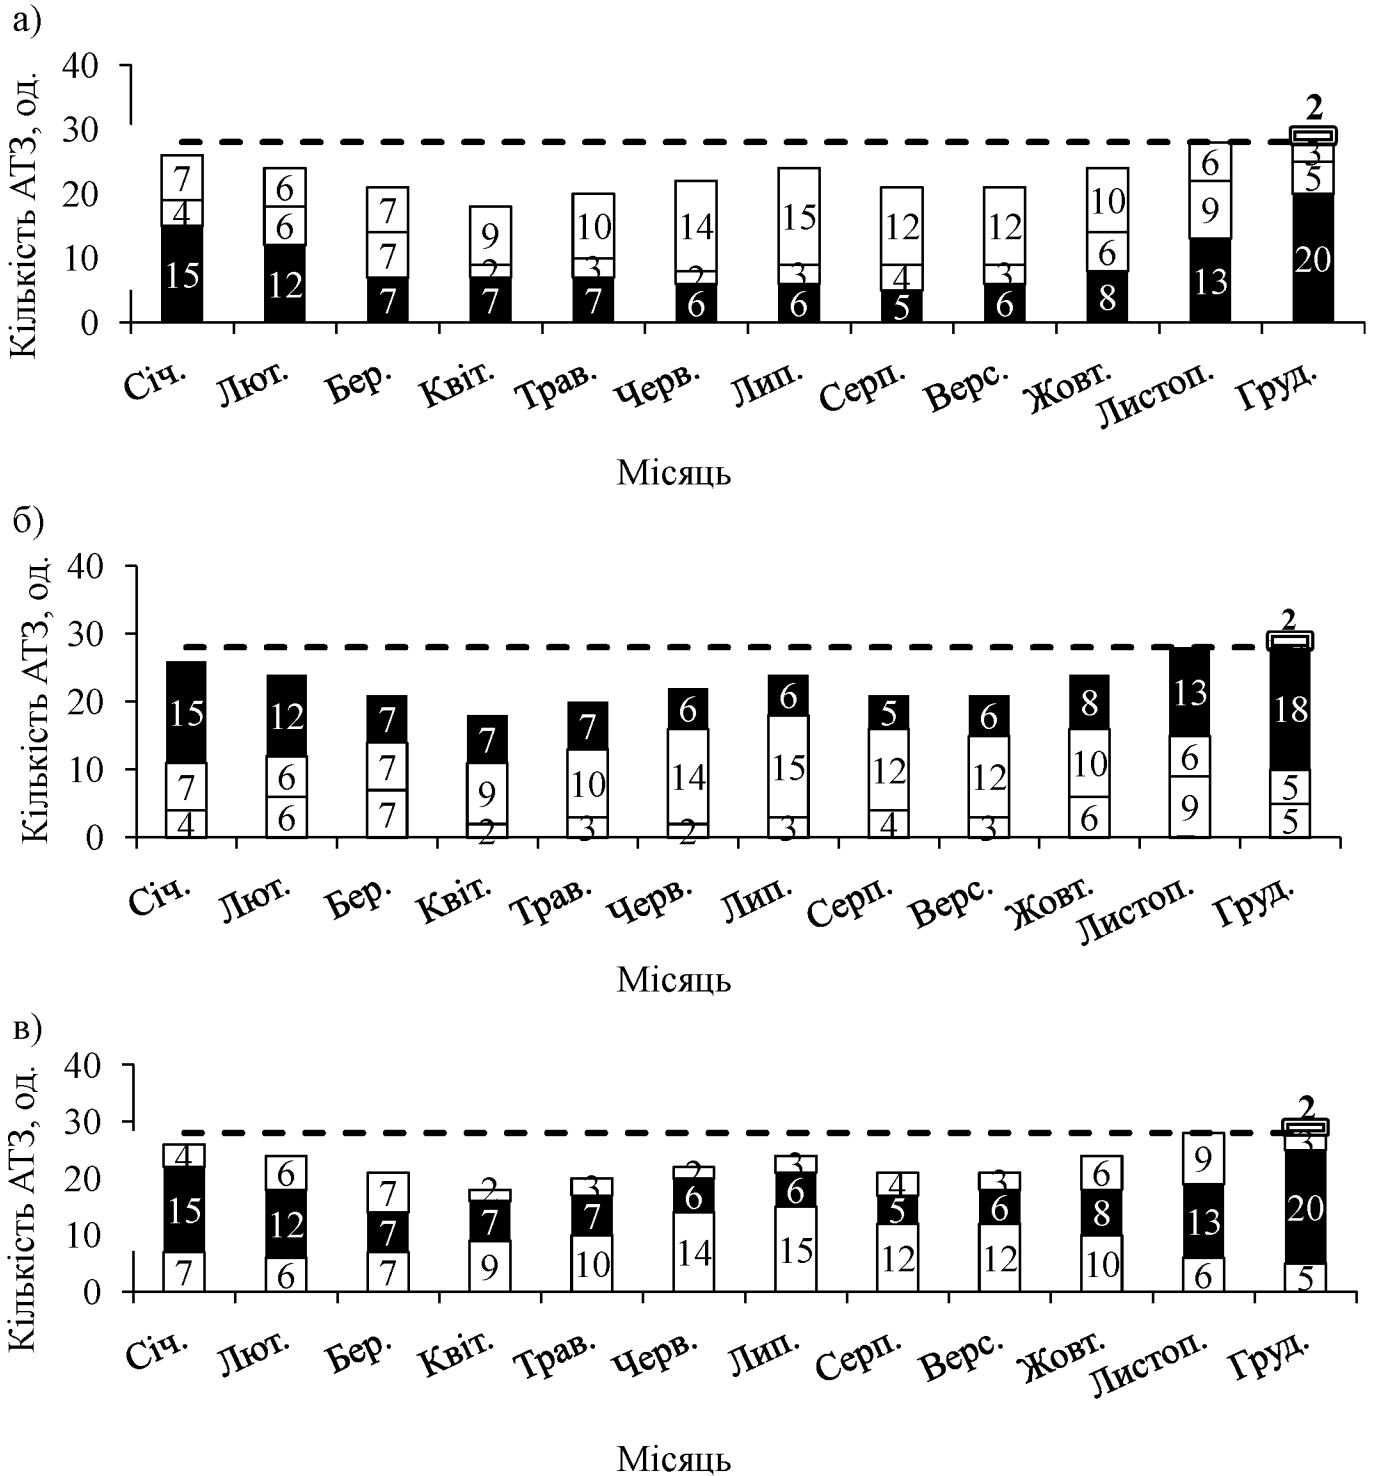 а)
Кількість АТЗ, од.
40
30
20
10
0
2
7 6 7 9 10 14 15 12 12 10 6 3
4 6 7 2 3 2 3 4 3 6 9 5
15 12 7 7 7 6 6 5 6 8 13 20
Січ. Лют. Бер. Квіт. Трав. Черв. Лип. Серп. Верс. Жовт. Листоп. Груд.
Місяць
б)
Кількість АТЗ, од.
40
30
20
10
0
2
15 12 7 7 7 6 6 5 6 8 13 18
7 6 7 9 10 14 15 12 12 10 6 5
4 6 7 2 3 2 3 4 3 6 9 5
Січ. Лют. Бер. Квіт. Трав. Черв. Лип. Серп. Верс. Жовт. Листоп. Груд.
Місяць
в)
Кількість АТЗ, од.
40
30
20
10
0
2
4 6 7 2 3 2 3 4 3 6 9 3
15 12 7 7 7 6 6 5 6 8 13 20
7 6 7 9 10 14 15 12 12 10 6 5
Січ. Лют. Бер. Квіт. Трав. Черв. Лип. Серп. Верс. Жовт. Листоп. Груд.
Місяць